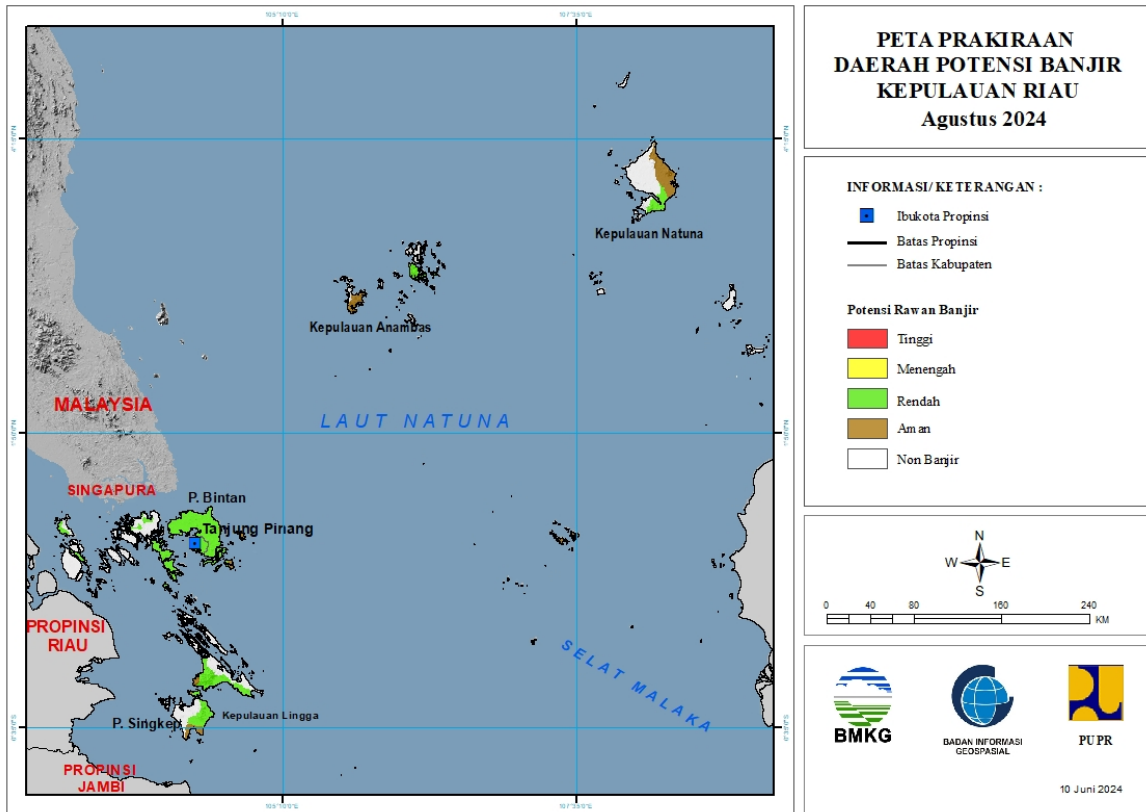 PETA PRAKIRAAN
DAERAH POTENSI BANJIR
KEPULAUAN RIAU
Agustus 2024
INFORMASI/ KETERANGAN :
Ibukota Propinsi
Batas Propinsi
Batas Kabupaten
Potensi Rawan Banjir
Tinggi
Menengah
Rendah
Aman
Non Banjir
N
W E
S
0 40 80 160 240
KM
BMKG
BADAN INFORMASI
GEOSPASIAL
PUPR
10 Juni 2024
Kepulauan Natuna
Kepulauan Anambas
MALAYSIA
LAUT NATUNA
SINGAPURA
P. Bintan
Tanjung Pinang
PROPINSI
RIAU
SELAT MALAKA
Kepulauan Lingga
P. Singkep
PROPINSI
JAMBI